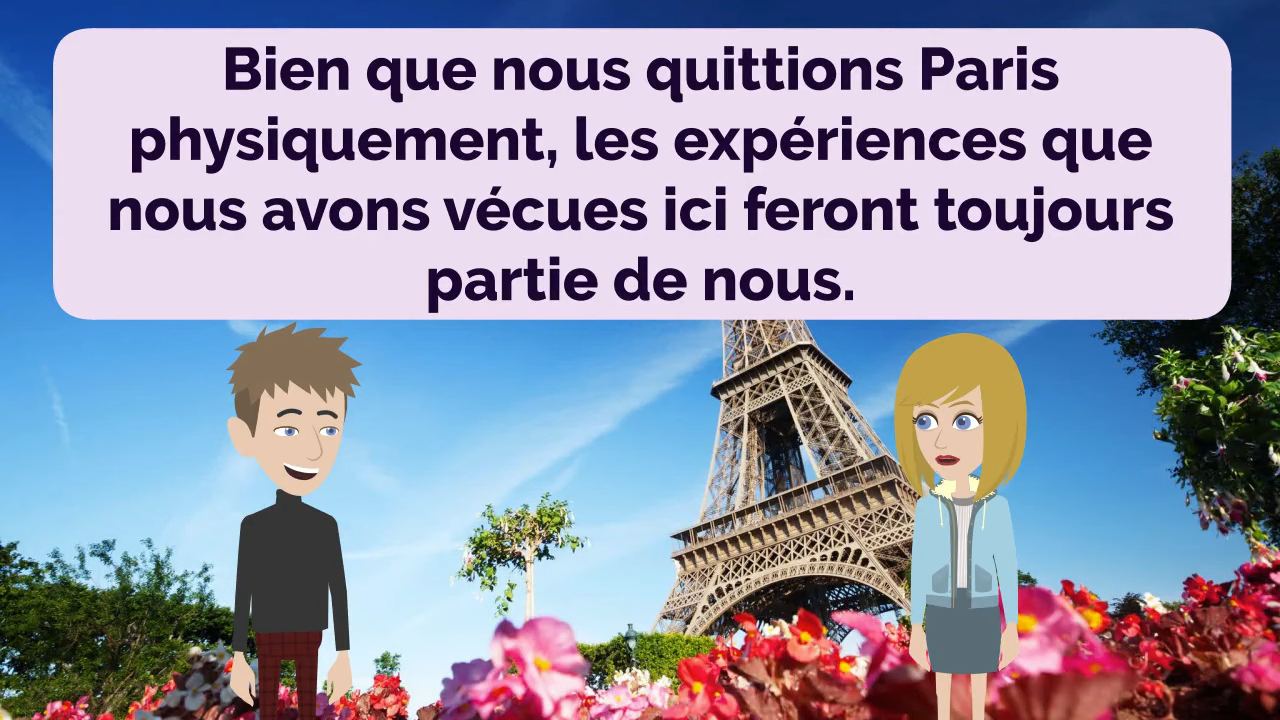 Bien que nous quittions Paris
physiquement, les expériences que
nous avons vécues ici feront toujours
partie de nous.